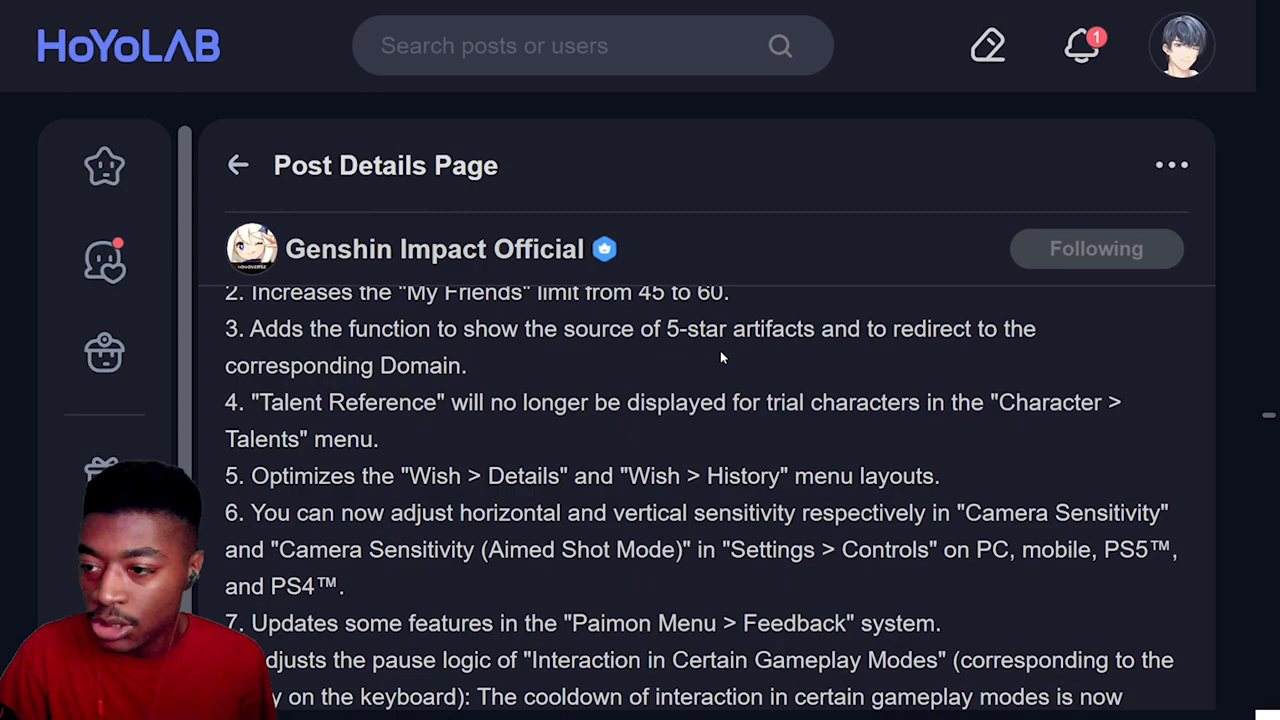 HoYoLAB
Search posts or users
1
Post Details Page
Genshin Impact Official
Following
2. Increases the "My Friends" limit from 45 to 60.
3. Adds the function to show the source of 5-star artifacts and to redirect to the
corresponding Domain.
4. "Talent Reference" will no longer be displayed for trial characters in the "Character >
Talents" menu.
5. Optimizes the "Wish > Details" and "Wish > History" menu layouts.
6. You can now adjust horizontal and vertical sensitivity respectively in "Camera Sensitivity"
and "Camera Sensitivity (Aimed Shot Mode)" in "Settings > Controls" on PC, mobile, PS5™,
and PS4™.
7. Updates some features in the "Paimon Menu > Feedback" system.
djusts the pause logic of "Interaction in Certain Gameplay Modes" (corresponding to the
y on the keyboard): The cooldown of interaction in certain gameplay modes is now